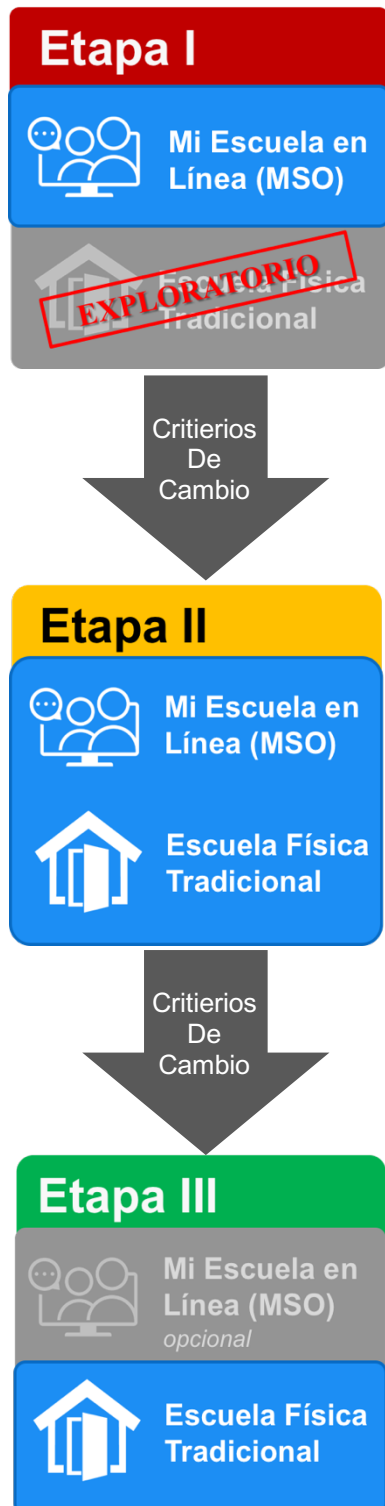 Etapa I
Mi Escuela en
Línea (MSO)
Escuela Física
Tradicional
EXPLORATORIO
Critierios
De
Cambio
Etapa II
Mi Escuela en
Línea (MSO)
Escuela Física
Tradicional
Critierios
De
Cambio
Etapa III
Mi Escuela en
Línea (MSO)
opcional
Escuela Física
Tradicional